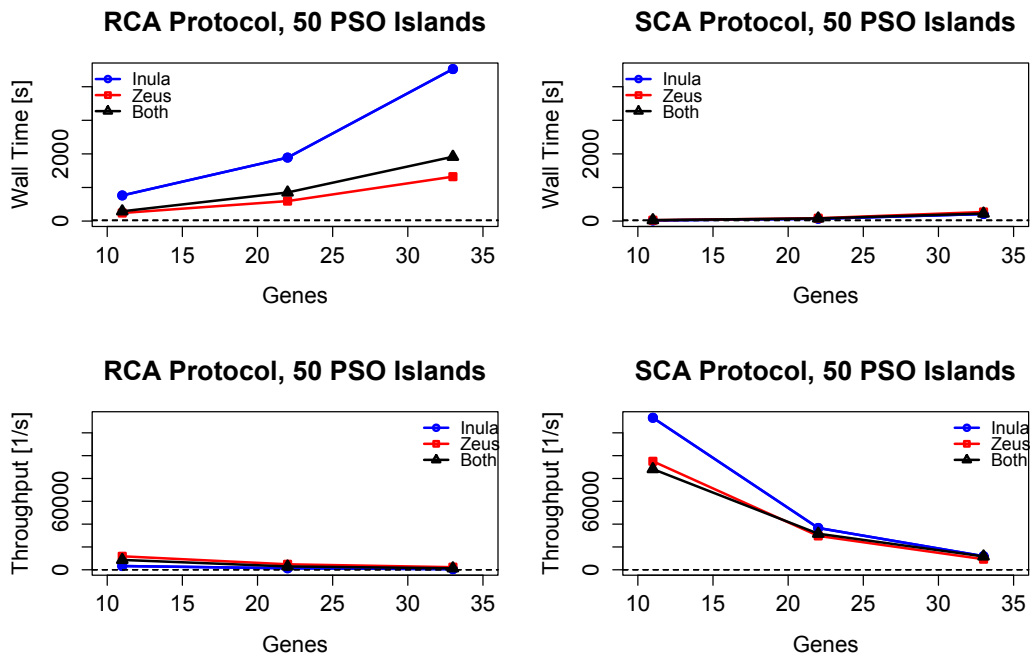 RCA Protocol, 50 PSO Islands
Wall Time [s]
2000
0
Inula
Zeus
Both
10 15 20 25 30 35
Genes
SCA Protocol, 50 PSO Islands
Wall Time [s]
2000
0
Inula
Zeus
Both
10 15 20 25 30 35
Genes
RCA Protocol, 50 PSO Islands
Throughput [1/s]
60000
0
Inula
Zeus
Both
10 15 20 25 30 35
Genes
SCA Protocol, 50 PSO Islands
Throughput [1/s]
60000
0
Inula
Zeus
Both
10 15 20 25 30 35
Genes